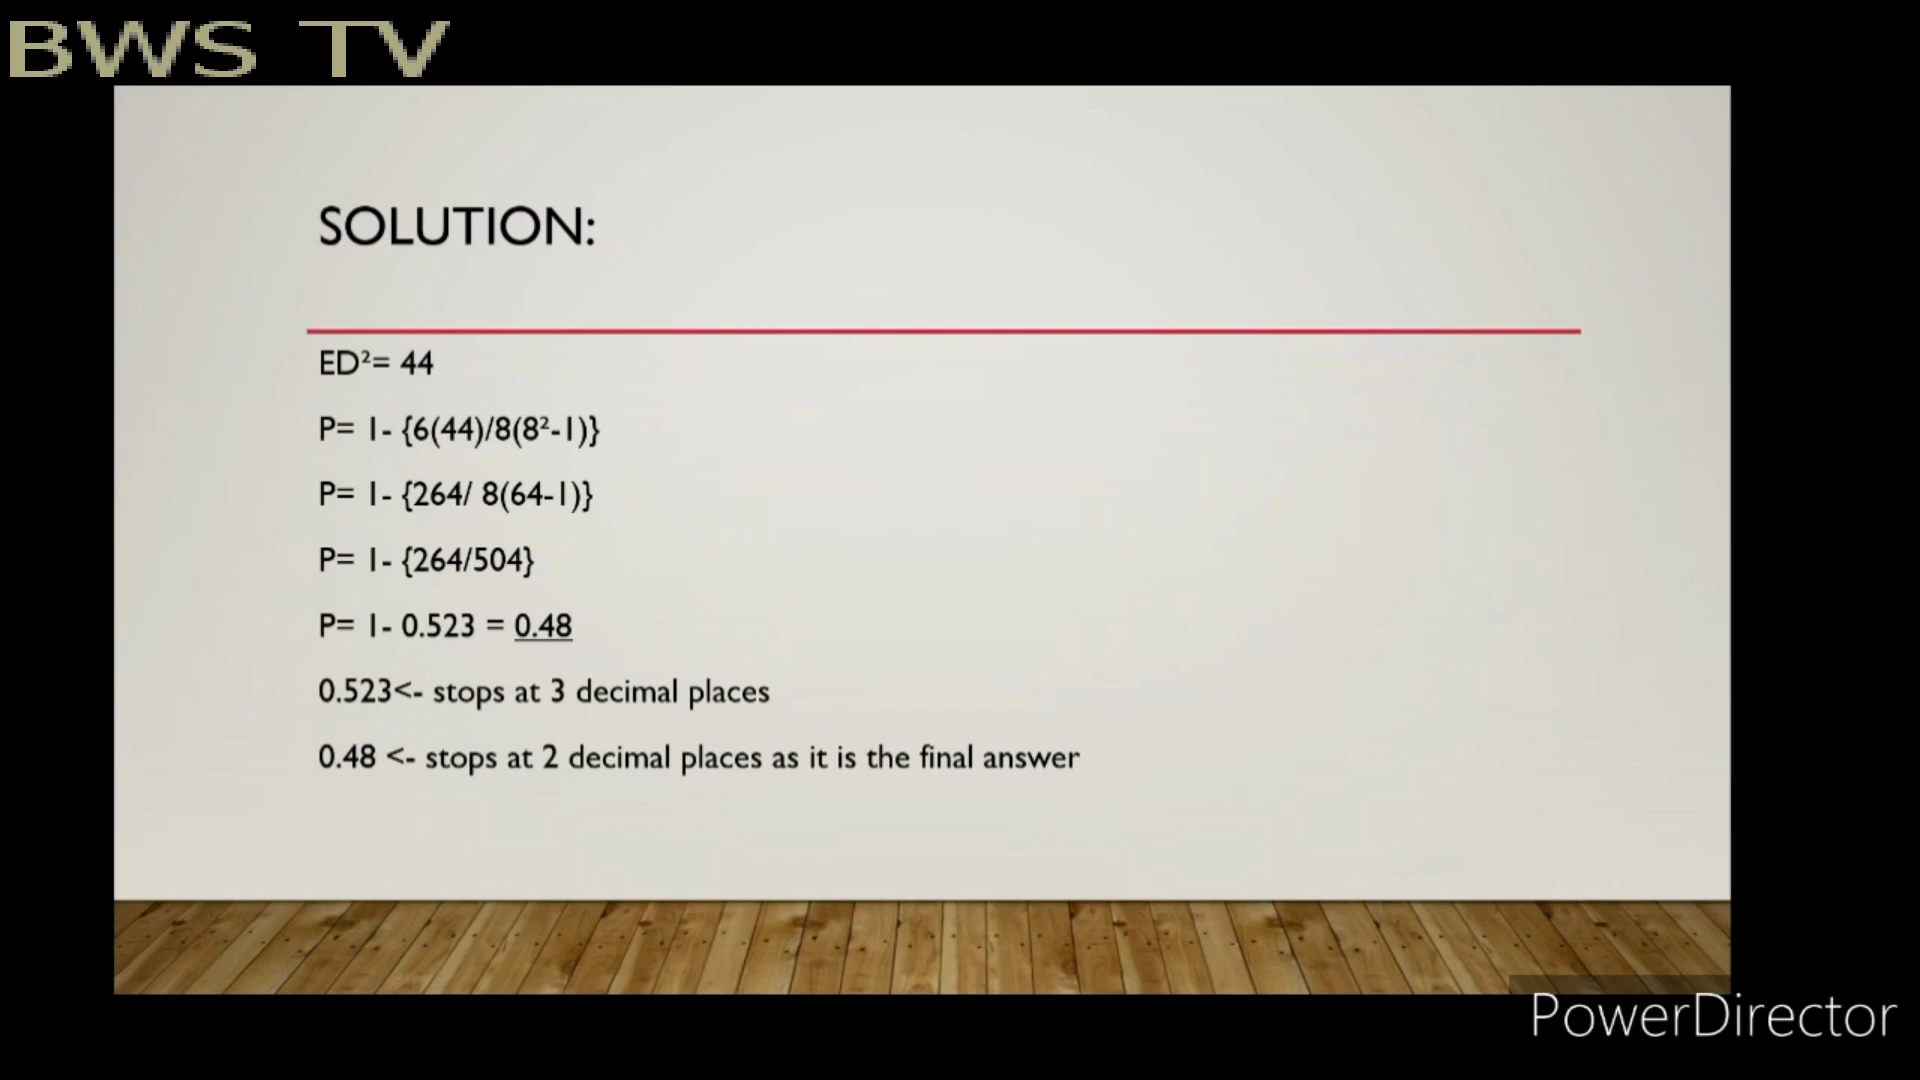 BWS TV
SOLUTION:
ED²= 44
P= 1- {6(44)/8(8²-1)}
P= 1- {264/ 8(64-1)}
P= 1- {264/504}
P= 1- 0.523 = 0.48
0.523<- stops at 3 decimal places
0.48 <- stops at 2 decimal places as it is the final answer
PowerDirector